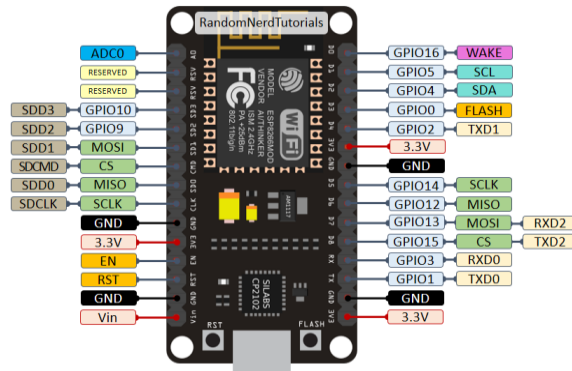 RandomNerdTutorials
ADC0
RESERVED
RESERVED
SDD3 GPIO10
SDD2 GPIO9
SDD1 MOSI
SDCMD CS
SDD0 MISO
SDCLK SCLK
GND
3.3V
EN
RST
GND
Vin
A0
RSV
RSV
SD3
SD2
SD1
CMD
SD0
CLK
GND
3V3
EN
RST
GND
Vin
MODEL ESP8266MOD
VENDOR AI/THINKER
ISM 2.4GHz
PA +25dBm
802.11b/g/n
FC
Wi Fi
AM1117
SILABS
CP2102
RST
FLASH
D0
D1
D2
D3
D4
3V3
GND
D5
D6
D7
D8
RX
TX
GND
3V3
GPIO16 WAKE
GPIO5 SCL
GPIO4 SDA
GPIO0 FLASH
GPIO2 TXD1
3.3V
GND
GPIO14 SCLK
GPIO12 MISO
GPIO13 MOSI RXD2
GPIO15 CS TXD2
GPIO3 RXD0
GPIO1 TXD0
GND
3.3V